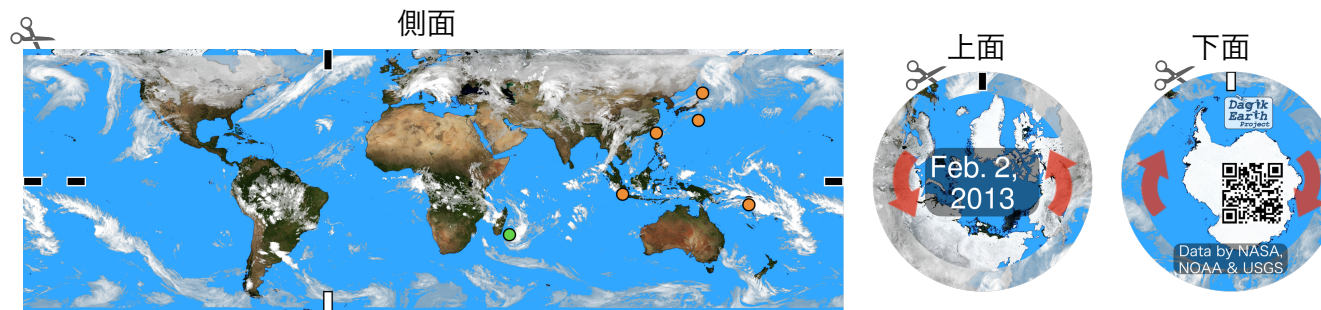 側面
上面
Feb. 2,
2013
下面
Dagik
Earth
Project
Data by NASA,
NOAA & USGS